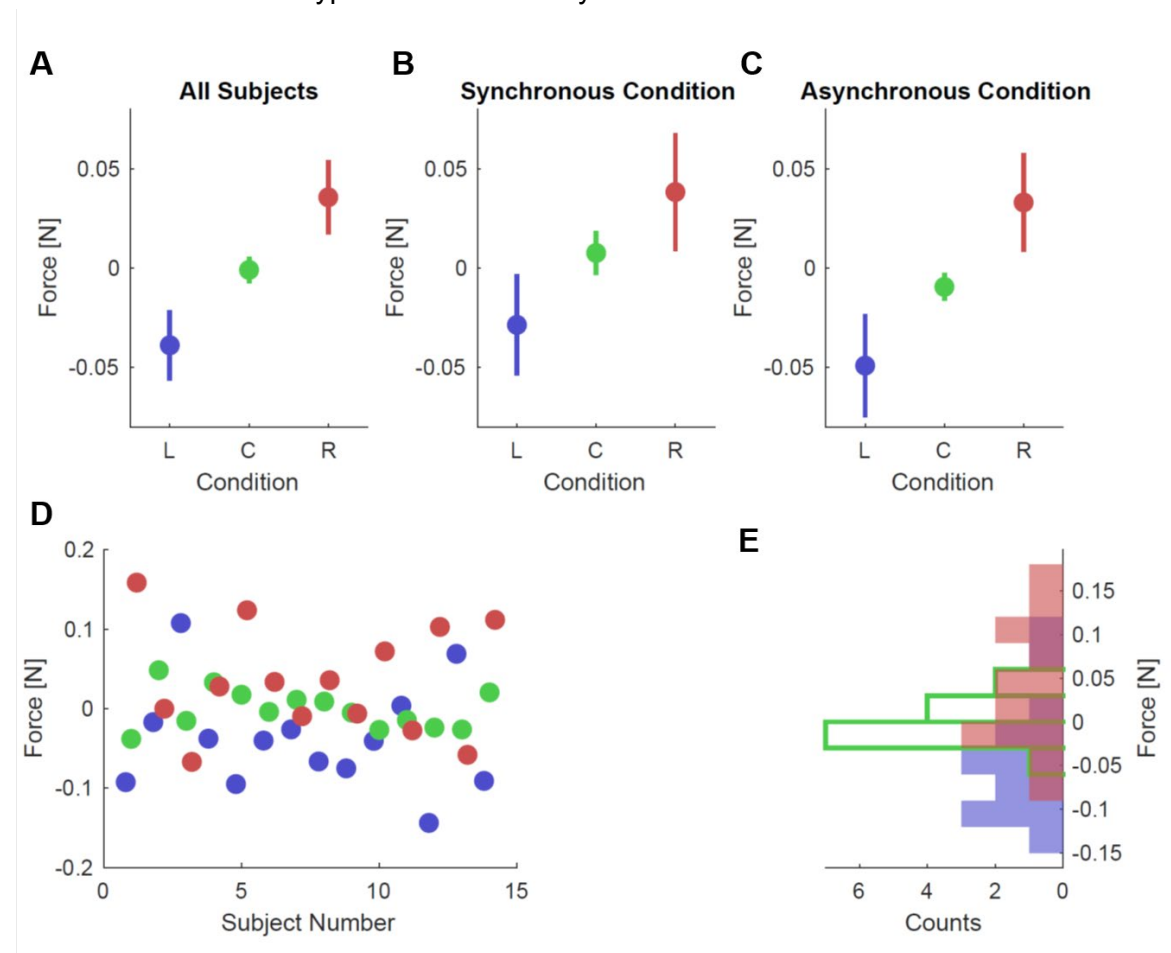 A
All Subjects
0.05
0
-0.05
Force [N]
L C R
Condition
B
Synchronous Condition
0.05
0
-0.05
Force [N]
L C R
Condition
C
Asynchronous Condition
0.05
0
-0.05
Force [N]
L C R
Condition
D
0.2
0.1
0
-0.1
-0.2
Force [N]
0 5 10 15
Subject Number
E
0.15
0.1
0.05
0
-0.05
-0.1
-0.15
Force [N]
6 4 2 0
Counts